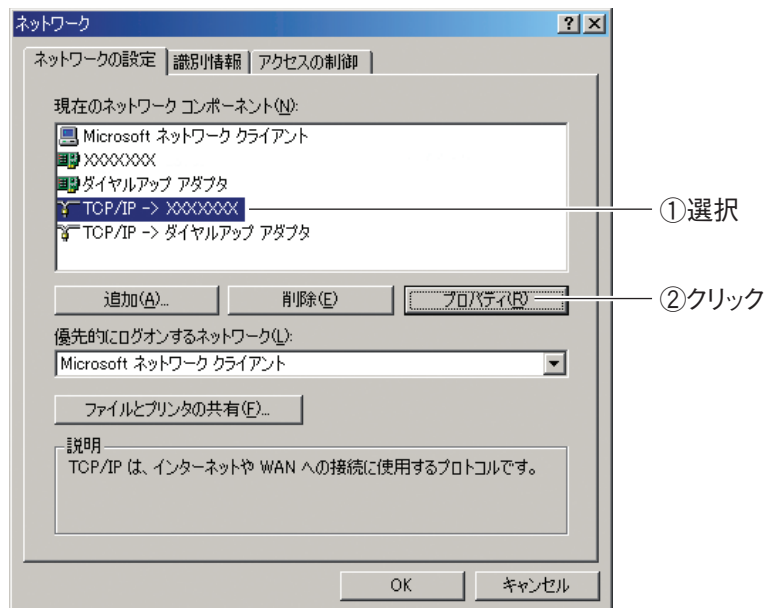 ネットワーク
ネットワークの設定 識別情報 アクセスの制御
現在のネットワーク コンポーネント(N):
Microsoft ネットワーク クライアント
XXXXXXX
ダイヤルアップ アダプタ
TCP/IP -> XXXXXXX
①選択
TCP/IP -> ダイヤルアップ アダプタ
追加(A)... 削除(E) プロパティ(R)
②クリック
優先的にログオンするネットワーク(L):
Microsoft ネットワーク クライアント
ファイルとプリンタの共有(F)...
説明
TCP/IP は、インターネットや WAN への接続に使用するプロトコルです。
OK キャンセル